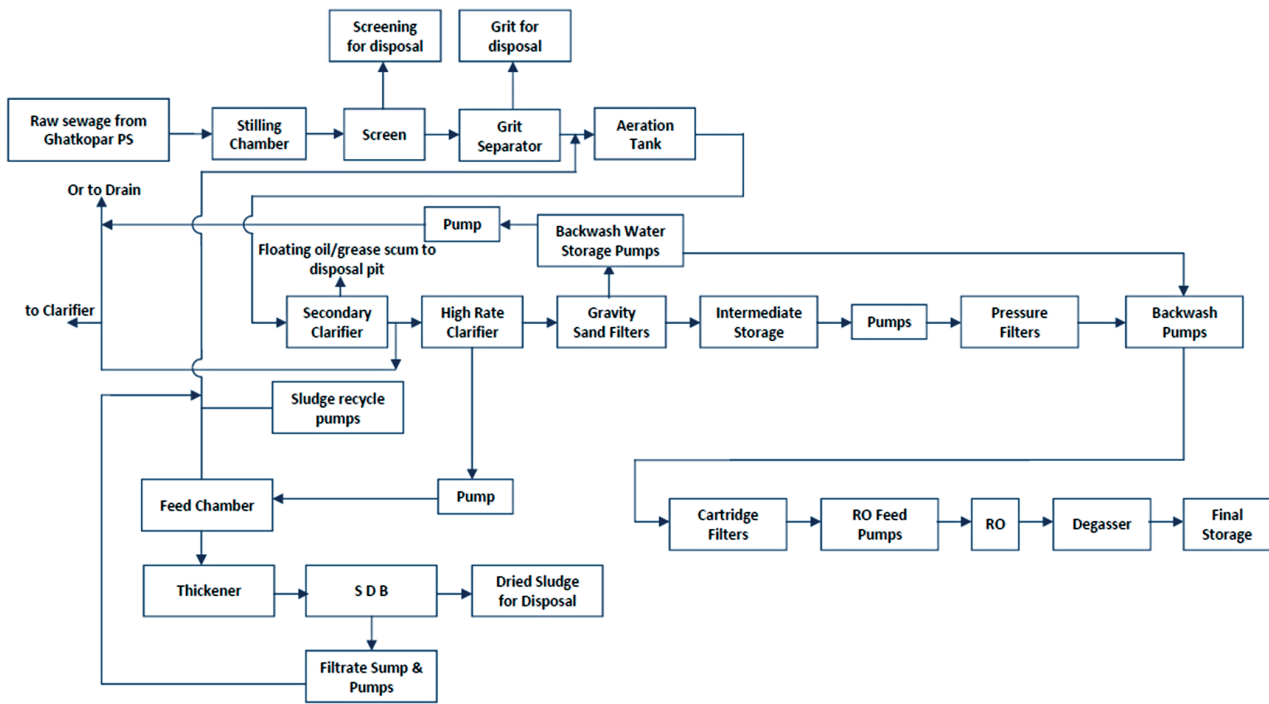 Screening
for disposal
Grit for
disposal
Raw sewage from
Ghatkopar PS
Stilling
Chamber
Screen
Grit
Separator
Aeration
Tank
Or to Drain
Pump
Backwash Water
Storage Pumps
Floating oil/grease scum to
disposal pit
to Clarifier
Secondary
Clarifier
High Rate
Clarifier
Gravity
Sand Filters
Intermediate
Storage
Pumps
Pressure
Filters
Backwash
Pumps
Sludge recycle
pumps
Feed Chamber
Pump
Cartridge
Filters
RO Feed
Pumps
RO
Degasser
Final
Storage
Thickener
S D B
Dried Sludge
for Disposal
Filtrate Sump &
Pumps